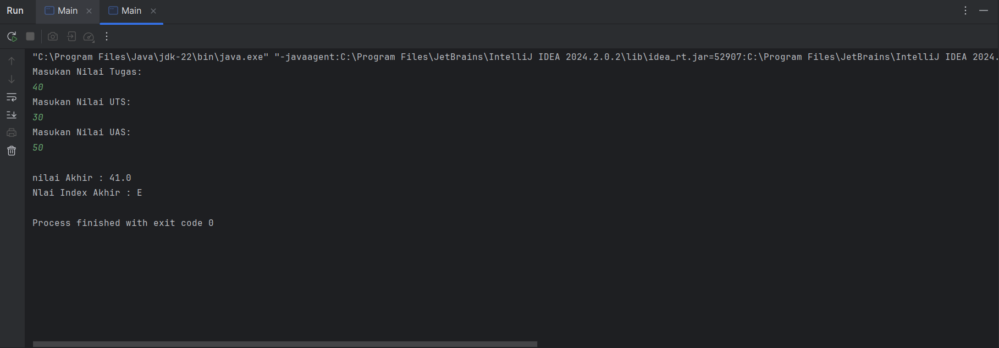 Run Main Main
"C:\Program Files\Java\jdk-22\bin\java.exe" "-javaagent:C:\Program Files\JetBrains\IntelliJ IDEA 2024.2.0.2\lib\idea_rt.jar=52907:C:\Program Files\JetBrains\IntelliJ IDEA 2024.
Masukan Nilai Tugas:
40
Masukan Nilai UTS:
30
Masukan Nilai UAS:
50
nilai Akhir : 41.0
Nlai Index Akhir : E
Process finished with exit code 0